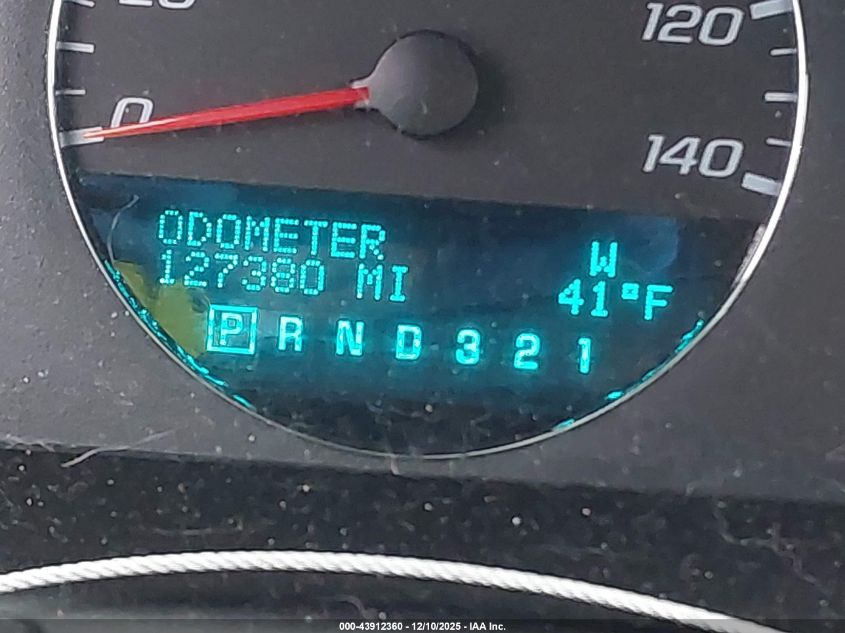 120
0
140
ODOMETER
127380 MI
W
41°F
P R N D 3 2 1
000-43912360 - 12/10/2025 - IAA Inc.